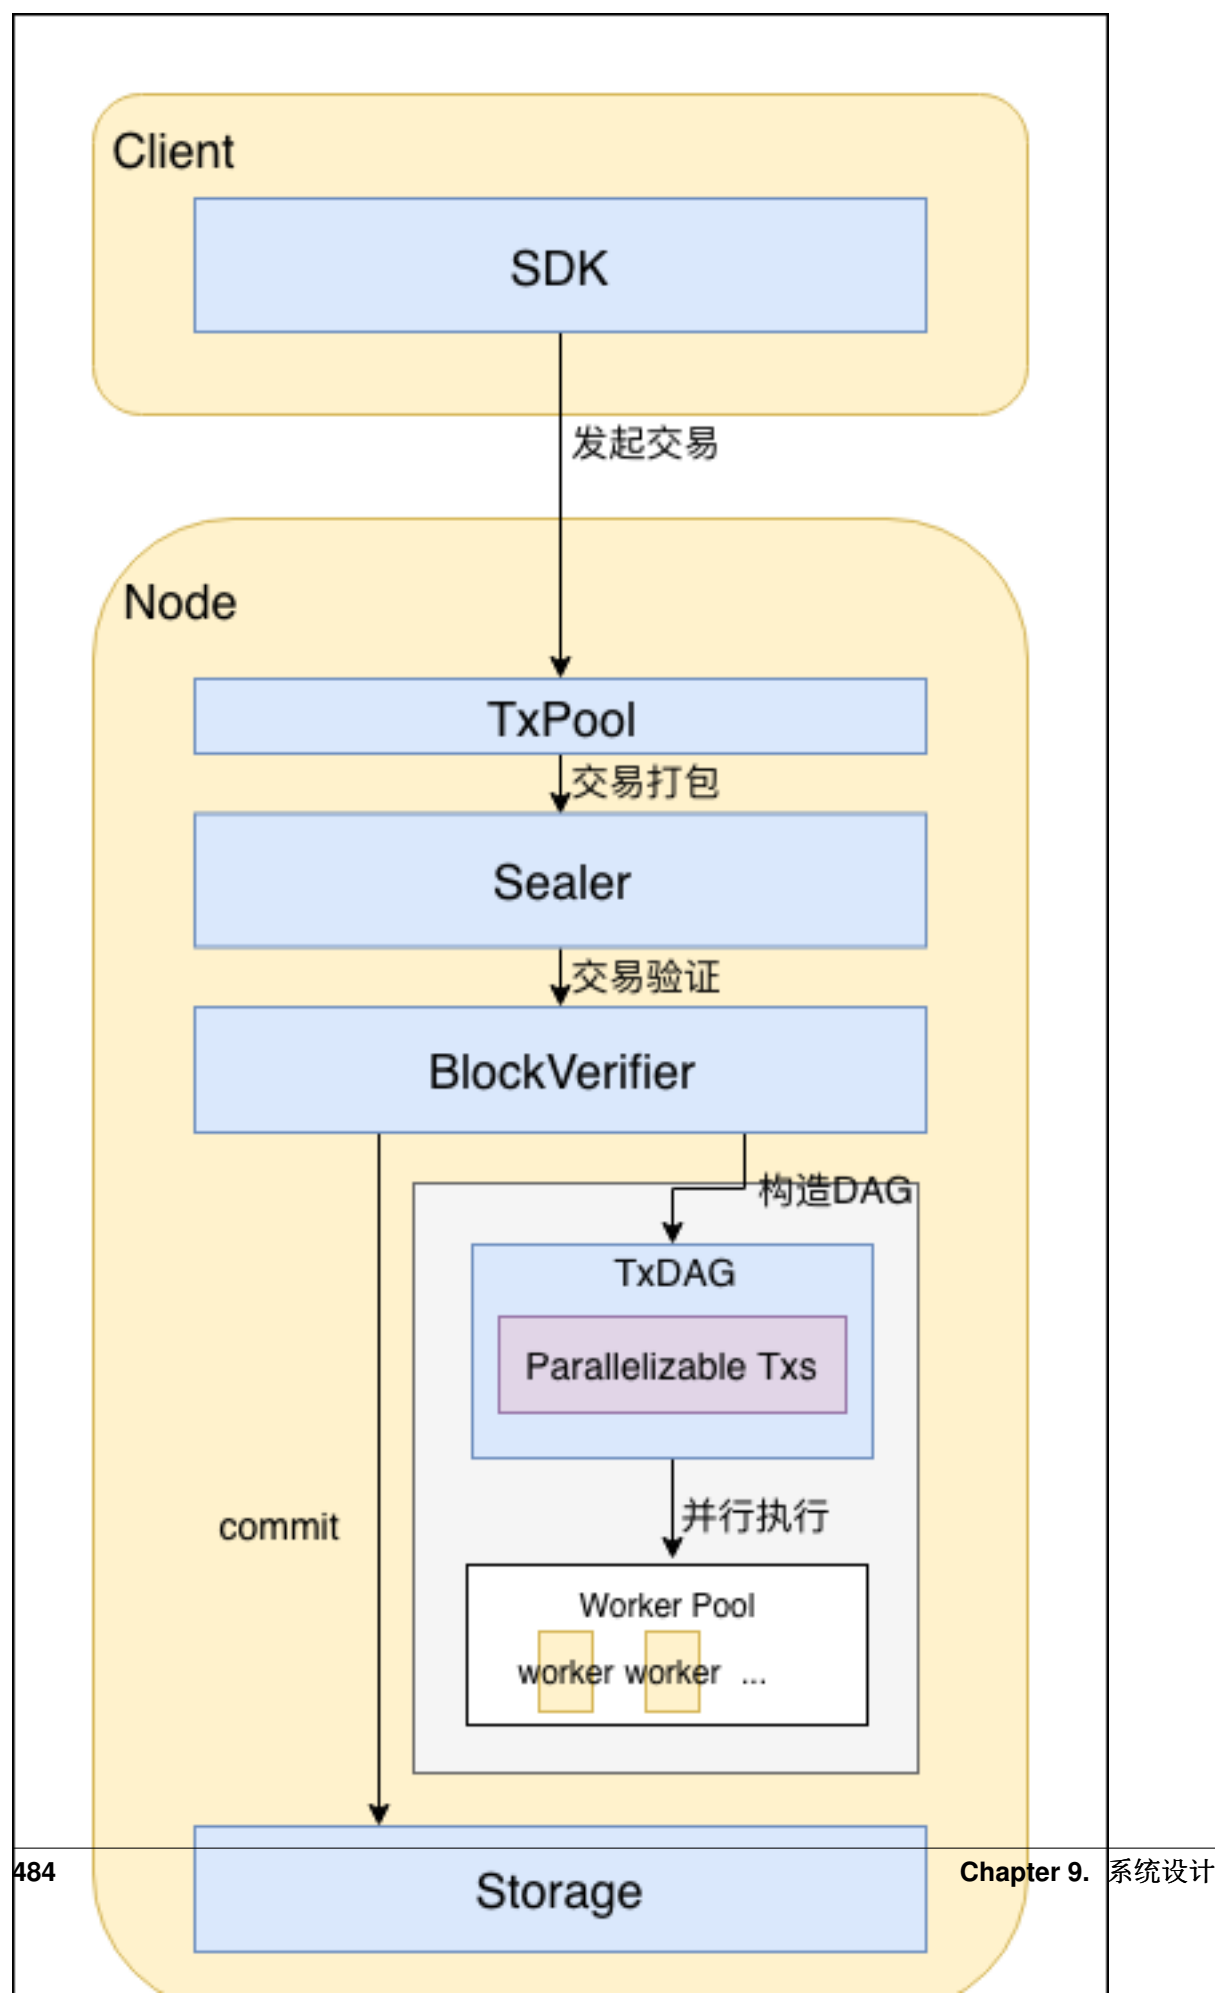 Client
SDK
发起交易
Node
TxPool
交易打包
Sealer
交易验证
BlockVerifier
构造DAG
TxDAG
Parallelizable Txs
commit
并行执行
Worker Pool
worker worker ...
484 Chapter 9. 系统设计
Storage